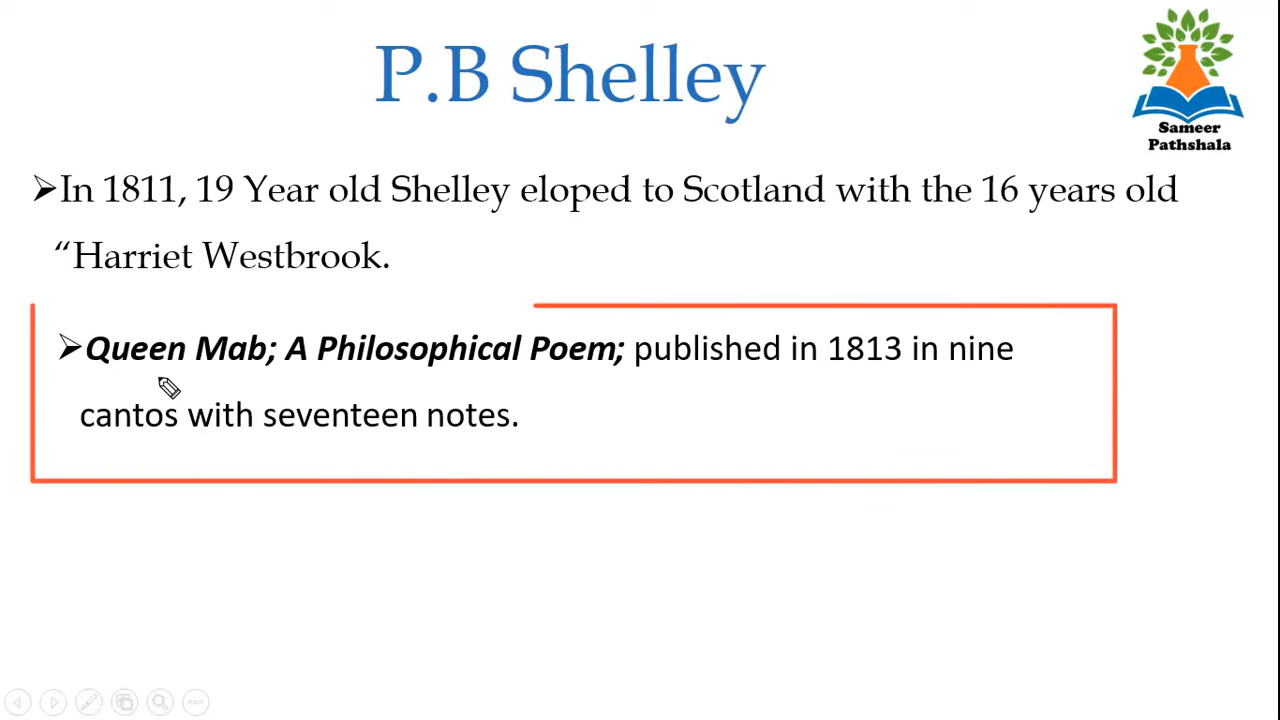 P.B Shelley
Sameer
Pathshala
➢In 1811, 19 Year old Shelley eloped to Scotland with the 16 years old
“Harriet Westbrook.
➢Queen Mab; A Philosophical Poem; published in 1813 in nine
cantos with seventeen notes.